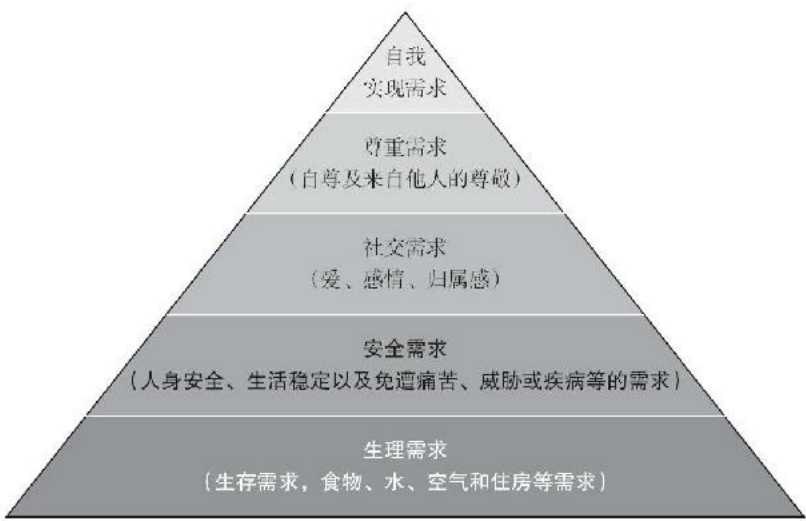 自我
实现需求
尊重需求
(自尊及来自他人的尊敬)
社交需求
(爱、感情、归属感)
安全需求
(人身安全、生活稳定以及免遭痛苦、威胁或疾病等的需求)
生理需求
(生存需求,食物、水、空气和住房等需求)